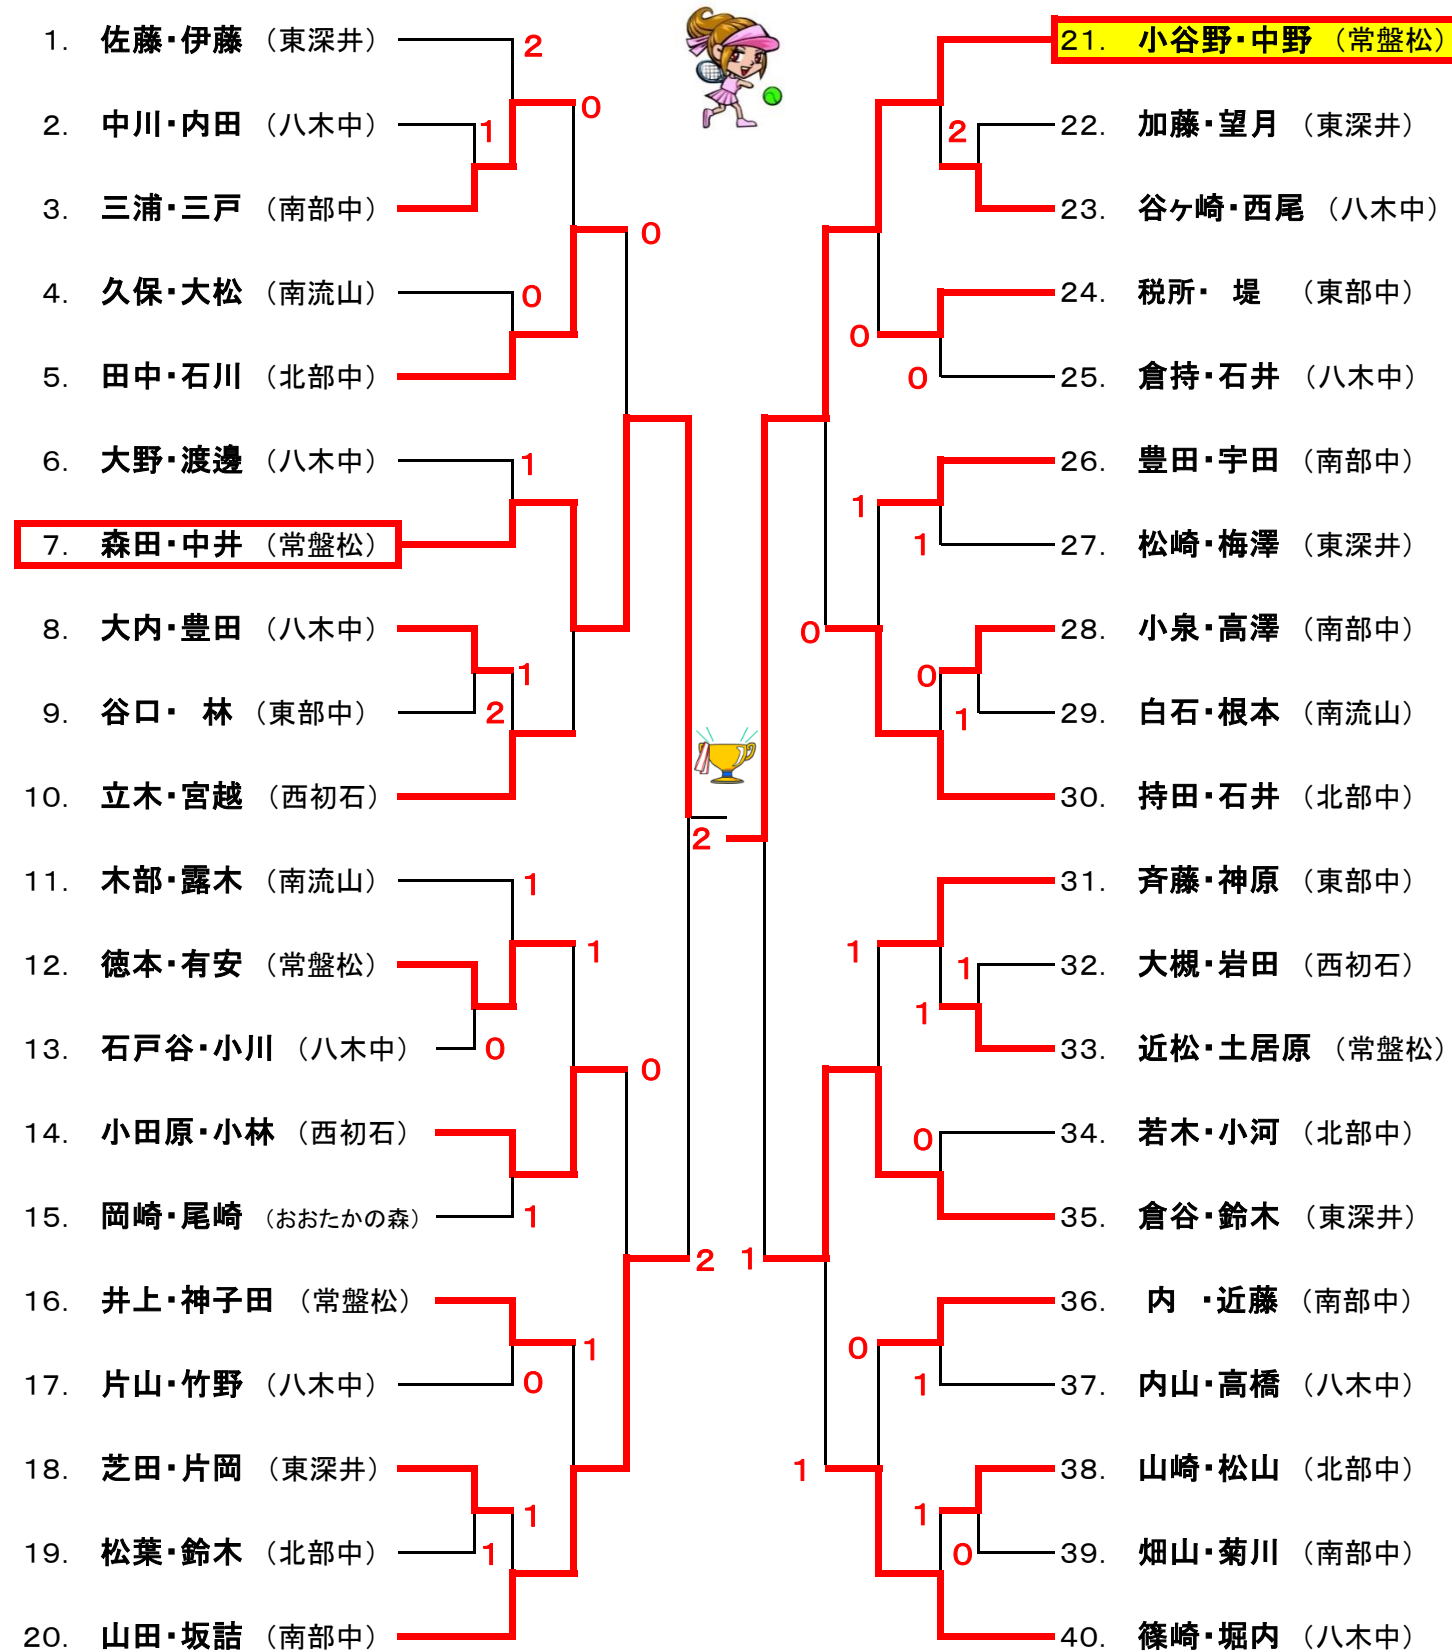 1. 佐藤・伊藤 （東深井）
2
2. 中川・内田 （八木中）
1
0
3. 三浦・三戸 （南部中）
0
4. 久保・大松 （南流山）
0
5. 田中・石川 （北部中）
6. 大野・渡邊 （八木中）
1
7. 森田・中井 （常盤松）
8. 大内・豊田 （八木中）
1
9. 谷口・ 林 （東部中）
2
10. 立木・宮越 （西初石）
2
11. 木部・露木 （南流山）
1
12. 徳本・有安 （常盤松）
1
13. 石戸谷・小川 （八木中）
0
0
14. 小田原・小林 （西初石）
15. 岡崎・尾崎 （おおたかの森）
1
2
16. 井上・神子田 （常盤松）
1
17. 片山・竹野 （八木中）
0
18. 芝田・片岡 （東深井）
1
19. 松葉・鈴木 （北部中）
1
20. 山田・坂詰 （南部中）
21. 小谷野・中野 （常盤松）
2
22. 加藤・望月 （東深井）
23. 谷ヶ崎・西尾 （八木中）
24. 税所・ 堤 （東部中）
0
0
25. 倉持・石井 （八木中）
26. 豊田・宇田 （南部中）
1
1
27. 松崎・梅澤 （東深井）
0
28. 小泉・高澤 （南部中）
0
1
29. 白石・根本 （南流山）
30. 持田・石井 （北部中）
31. 斉藤・神原 （東部中）
1
1
32. 大槻・岩田 （西初石）
1
33. 近松・土居原 （常盤松）
0
34. 若木・小河 （北部中）
35. 倉谷・鈴木 （東深井）
1
36. 内 ・近藤 （南部中）
0
1
37. 内山・高橋 （八木中）
1
38. 山崎・松山 （北部中）
1
0
39. 畑山・菊川 （南部中）
40. 篠崎・堀内 （八木中）